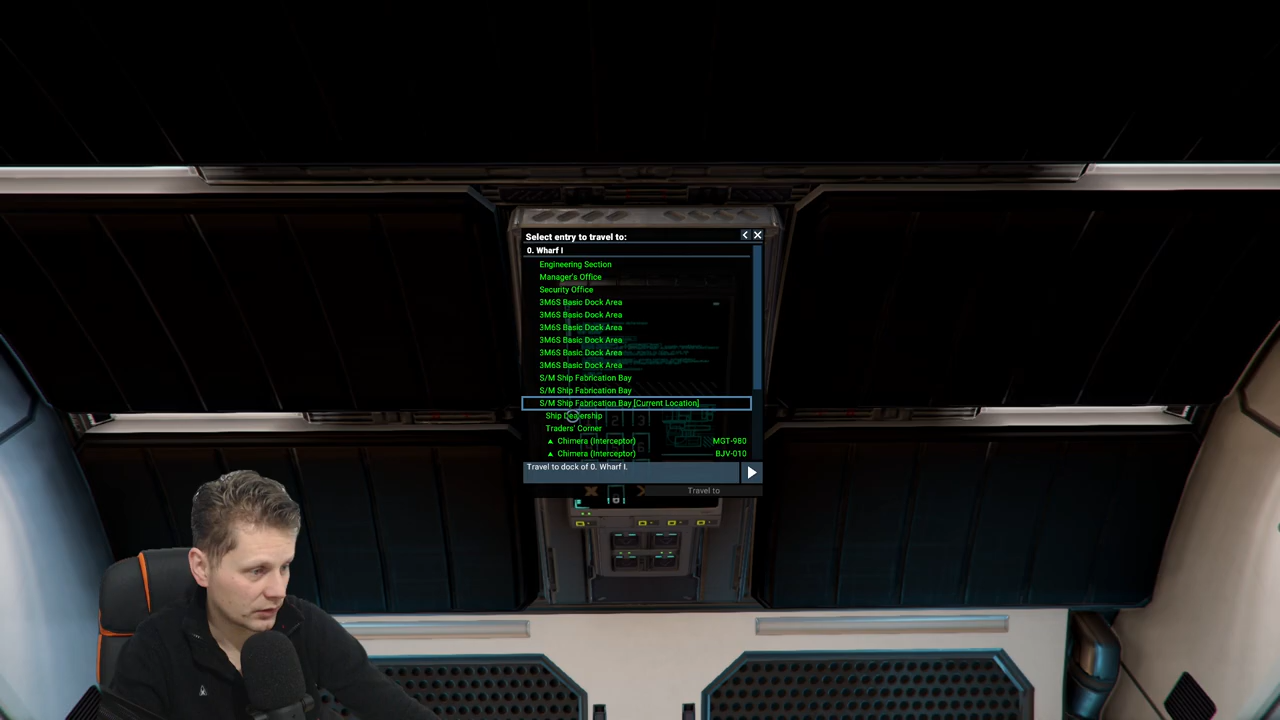 Select entry to travel to:
0. Wharf I
Engineering Section
Manager's Office
Security Office
3M6S Basic Dock Area
3M6S Basic Dock Area
3M6S Basic Dock Area
3M6S Basic Dock Area
3M6S Basic Dock Area
3M6S Basic Dock Area
S/M Ship Fabrication Bay
S/M Ship Fabrication Bay
S/M Ship Fabrication Bay [Current Location]
Ship Dealership
Traders' Corner
Chimera (Interceptor) MGT-980
Chimera (Interceptor) BJV-010
Travel to dock of 0. Wharf I.
Travel to